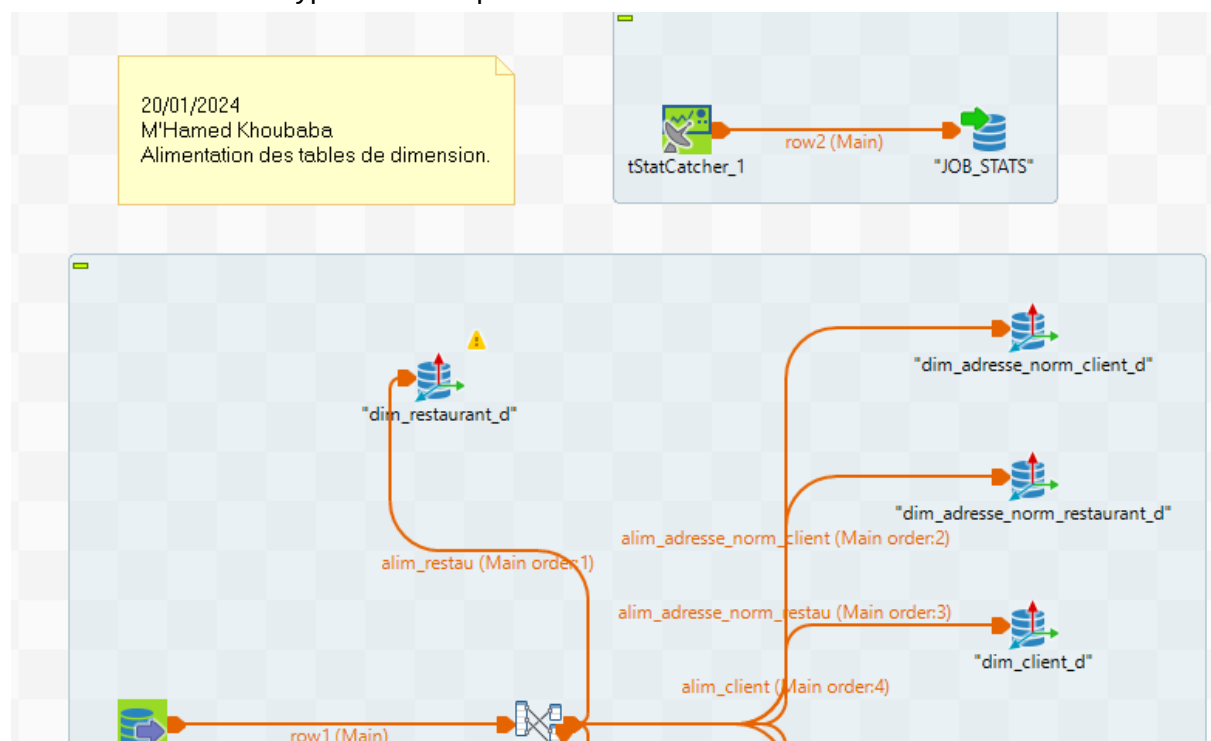 20/01/2024
M'Hamed Khoubaba
Alimentation des tables de dimension.
row2 (Main)
tStatCatcher_1
"JOB_STATS"
"dim_adresse_norm_client_d"
"dim_restaurant_d"
"dim_adresse_norm_restaurant_d"
alim_adresse_norm_client (Main order:2)
alim_restau (Main order:1)
alim_adresse_norm_restau (Main order:3)
"dim_client_d"
alim_client (Main order:4)
row1 (Main)